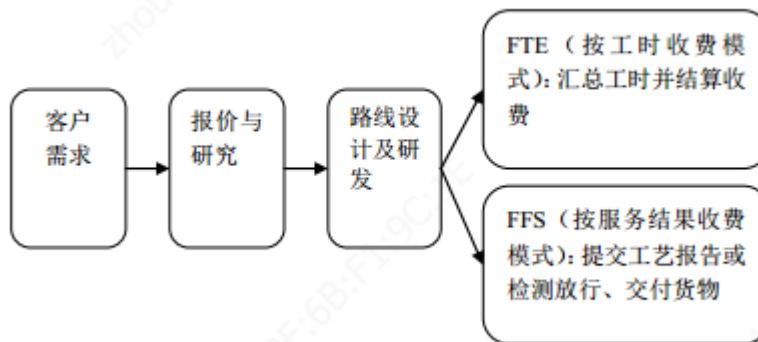 客户
需求
报价与
研究
路线设
计及研
发
FTE（按工时收费模
式）：汇总工时并结算收
费
FFS（按服务结果收费
模式）：提交工艺报告或
检测放行、交付货物